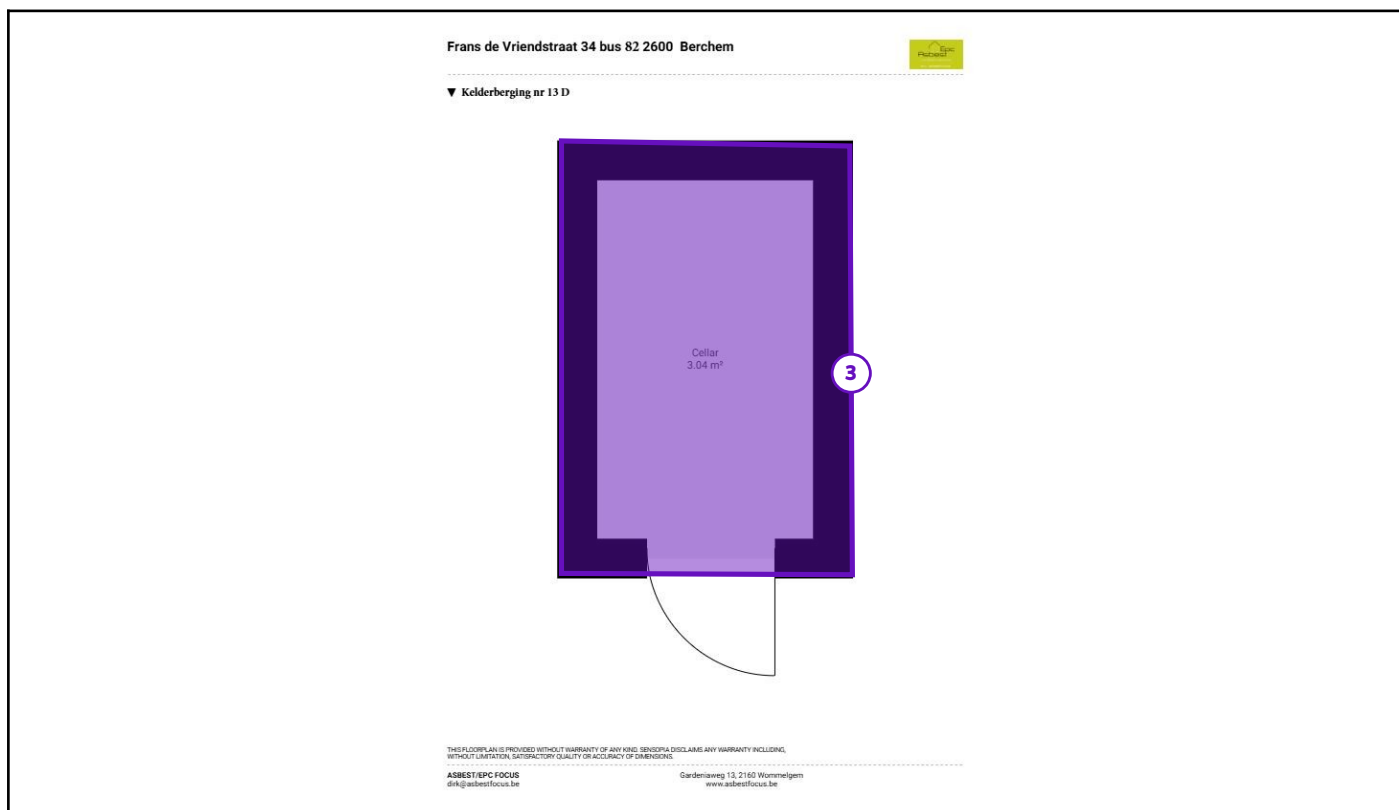 Frans de Vriendstraat 34 bus 82 2600 Berchem
Asbest Epc
▼ Kelderberging nr 13 D
Cellar
3.04 m²
3
THIS FLOORPLAN IS PROVIDED WITHOUT WARRANTY OF ANY KIND. SENSOPIA DISCLAIMS ANY WARRANTY INCLUDING,
WITHOUT LIMITATION, SATISFACTORY QUALITY OR ACCURACY OF DIMENSIONS.
ASBEST/EPC FOCUS
dirk@asbestfocus.be
Gardeniaweg 13, 2160 Wommelgem
www.asbestfocus.be